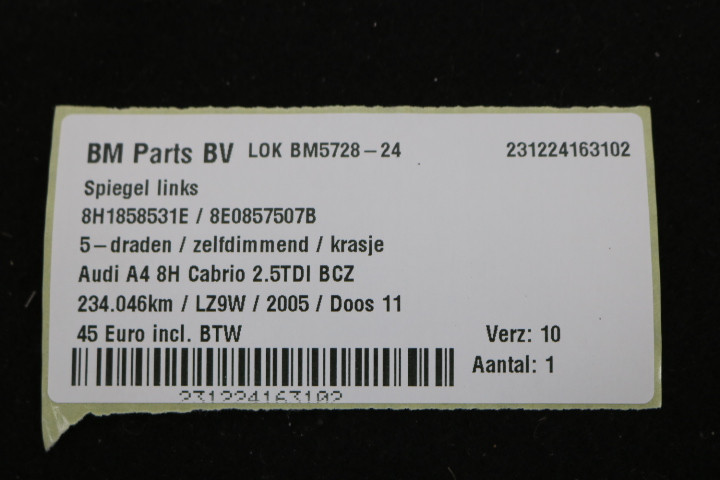 BM Parts BV LOK BM5728-24 231224163102
Spiegel links
8H1858531E / 8E0857507B
5-draden / zelfdimmend / krasje
Audi A4 8H Cabrio 2.5TDI BCZ
234.046km / LZ9W / 2005 / Doos 11
45 Euro incl. BTW Verz: 10
Aantal: 1
231224163102